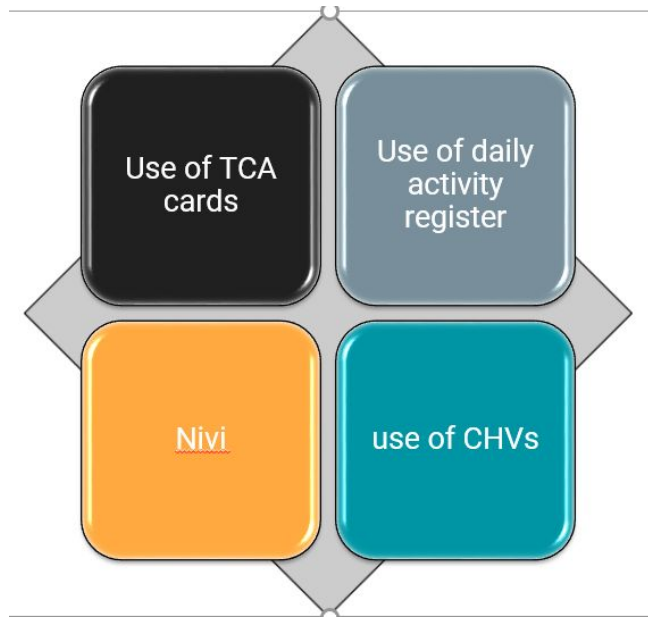 Use of TCA
cards
Use of daily
activity
register
Nivi
use of CHVs